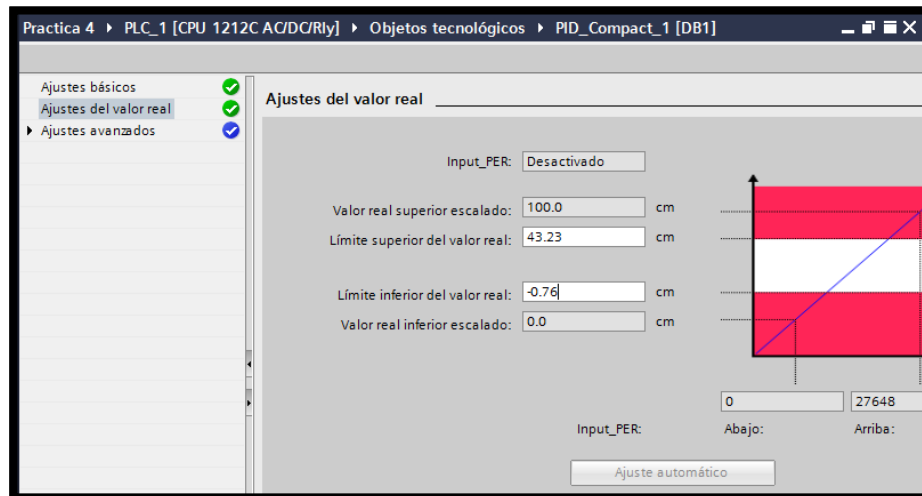 Practica 4 ▸ PLC_1 [CPU 1212C AC/DC/Rly] ▸ Objetos tecnológicos ▸ PID_Compact_1 [DB1]
Ajustes básicos
Ajustes del valor real
Ajustes avanzados
Ajustes del valor real
Input_PER: Desactivado
Valor real superior escalado: 100.0 cm
Límite superior del valor real: 43.23 cm
Límite inferior del valor real: -0.76 cm
Valor real inferior escalado: 0.0 cm
0 27648
Input_PER: Abajo: Arriba:
Ajuste automático